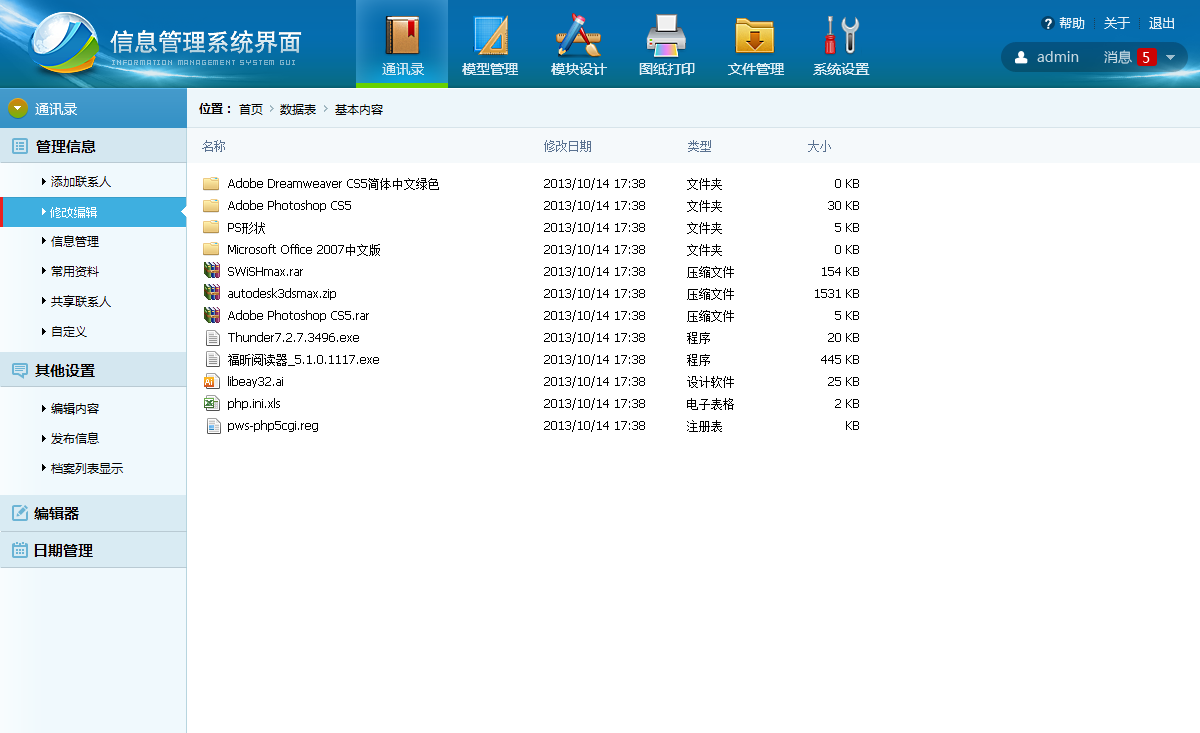 信息管理系统界面
INFORMATION MANAGEMENT SYSTEM GUI
通讯录 模型管理 模块设计 图纸打印 文件管理 系统设置
帮助 关于 退出
admin 消息 5
通讯录
管理信息
添加联系人
修改编辑
信息管理
常用资料
共享联系人
自定义
其他设置
编辑内容
发布信息
档案列表显示
编辑器
日期管理
位置： 首页 数据表 基本内容
名称 修改日期 类型 大小
Adobe Dreamweaver CS5简体中文绿色 2013/10/14 17:38 文件夹 0 KB
Adobe Photoshop CS5 2013/10/14 17:38 文件夹 30 KB
PS形状 2013/10/14 17:38 文件夹 5 KB
Microsoft Office 2007中文版 2013/10/14 17:38 文件夹 0 KB
SWiSHmax.rar 2013/10/14 17:38 压缩文件 154 KB
autodesk3dsmax.zip 2013/10/14 17:38 压缩文件 1531 KB
Adobe Photoshop CS5.rar 2013/10/14 17:38 压缩文件 5 KB
Thunder7.2.7.3496.exe 2013/10/14 17:38 程序 20 KB
福昕阅读器_5.1.0.1117.exe 2013/10/14 17:38 程序 445 KB
libeay32.ai 2013/10/14 17:38 设计软件 25 KB
php.ini.xls 2013/10/14 17:38 电子表格 2 KB
pws-php5cgi.reg 2013/10/14 17:38 注册表 KB